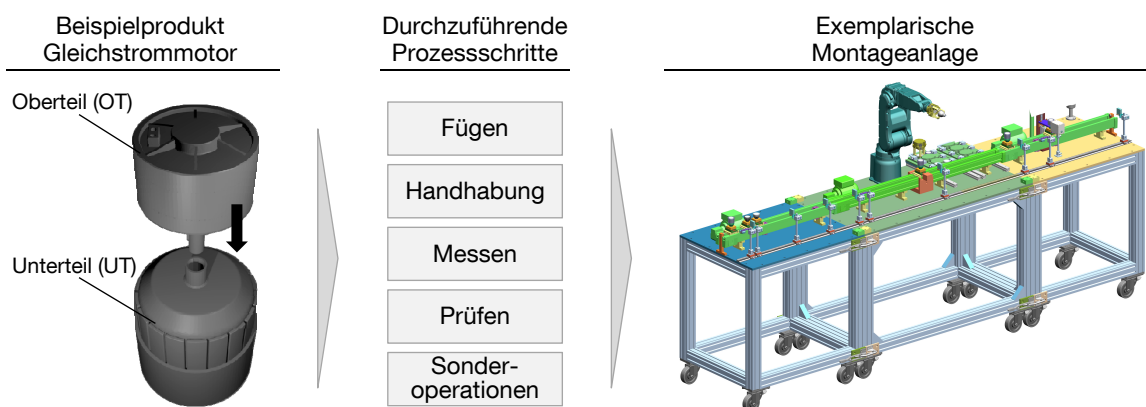 Beispielprodukt
Gleichstrommotor
Oberteil (OT)
Unterteil (UT)
Durchzuführende
Prozessschritte
Fügen
Handhabung
Messen
Prüfen
Sonder-
operationen
Exemplarische
Montageanlage